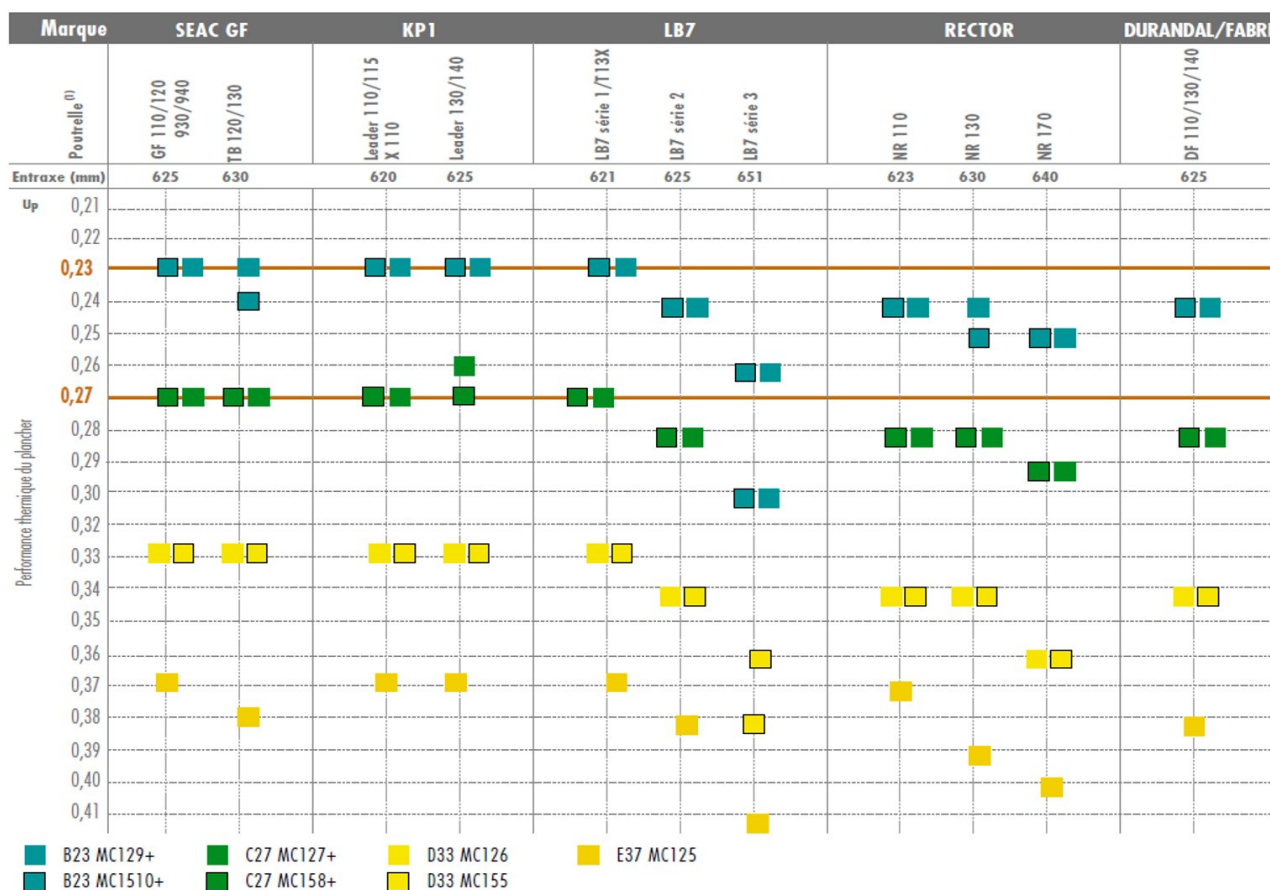 Marque SEAC GF KP1 LB7 RECTOR DURANDAL/FABRE
Poutrelle (1)
GF 110/120
930/940
TB 120/130
Leader 110/115
X 110
Leader 130/140
LB7 série 1/T13X
LB7 série 2
LB7 série 3
NR 110
NR 130
NR 170
DF 110/130/140
Entraxe (mm) 625 630 620 625 621 625 651 623 630 640 625
Up 0,21
0,22
0,23
0,24
0,25
0,26
0,27
0,28
0,29
0,30
0,32
0,33
0,34
0,35
0,36
0,37
0,38
0,39
0,40
0,41
Performance thermique du plancher
B23 MC129+ C27 MC127+ D33 MC126 E37 MC125
B23 MC1510+ C27 MC158+ D33 MC155